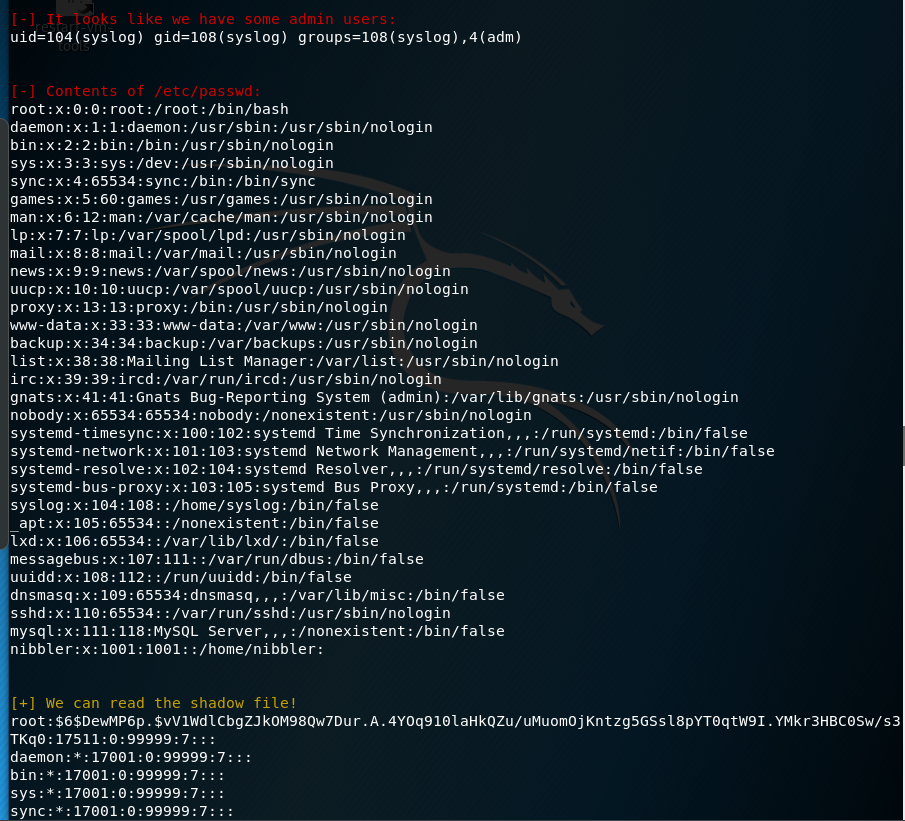 [-] It looks like we have some admin users:
uid=104(syslog) gid=108(syslog) groups=108(syslog),4(adm)
restart-vm-
tools
[-] Contents of /etc/passwd:
root:x:0:0:root:/root:/bin/bash
daemon:x:1:1:daemon:/usr/sbin:/usr/sbin/nologin
bin:x:2:2:bin:/bin:/usr/sbin/nologin
sys:x:3:3:sys:/dev:/usr/sbin/nologin
sync:x:4:65534:sync:/bin:/bin/sync
games:x:5:60:games:/usr/games:/usr/sbin/nologin
man:x:6:12:man:/var/cache/man:/usr/sbin/nologin
lp:x:7:7:lp:/var/spool/lpd:/usr/sbin/nologin
mail:x:8:8:mail:/var/mail:/usr/sbin/nologin
news:x:9:9:news:/var/spool/news:/usr/sbin/nologin
uucp:x:10:10:uucp:/var/spool/uucp:/usr/sbin/nologin
proxy:x:13:13:proxy:/bin:/usr/sbin/nologin
www-data:x:33:33:www-data:/var/www:/usr/sbin/nologin
backup:x:34:34:backup:/var/backups:/usr/sbin/nologin
list:x:38:38:Mailing List Manager:/var/list:/usr/sbin/nologin
irc:x:39:39:ircd:/var/run/ircd:/usr/sbin/nologin
gnats:x:41:41:Gnats Bug-Reporting System (admin):/var/lib/gnats:/usr/sbin/nologin
nobody:x:65534:65534:nobody:/nonexistent:/usr/sbin/nologin
systemd-timesync:x:100:102:systemd Time Synchronization,,,:/run/systemd:/bin/false
systemd-network:x:101:103:systemd Network Management,,,:/run/systemd/netif:/bin/false
systemd-resolve:x:102:104:systemd Resolver,,,:/run/systemd/resolve:/bin/false
systemd-bus-proxy:x:103:105:systemd Bus Proxy,,,:/run/systemd:/bin/false
syslog:x:104:108::/home/syslog:/bin/false
_apt:x:105:65534::/nonexistent:/bin/false
lxd:x:106:65534::/var/lib/lxd/:/bin/false
messagebus:x:107:111::/var/run/dbus:/bin/false
uuidd:x:108:112::/run/uuidd:/bin/false
dnsmasq:x:109:65534:dnsmasq,,,:/var/lib/misc:/bin/false
sshd:x:110:65534::/var/run/sshd:/usr/sbin/nologin
mysql:x:111:118:MySQL Server,,,:/nonexistent:/bin/false
nibbler:x:1001:1001::/home/nibbler:
[+] We can read the shadow file!
root:$6$DewMP6p.$vV1WdlCbgZJkOM98Qw7Dur.A.4YOq910laHkQZu/uMuomOjKntzg5GSsl8pYT0qtW9I.YMkr3HBC0Sw/s3
TKq0:17511:0:99999:7:::
daemon:*:17001:0:99999:7:::
bin:*:17001:0:99999:7:::
sys:*:17001:0:99999:7:::
sync:*:17001:0:99999:7:::